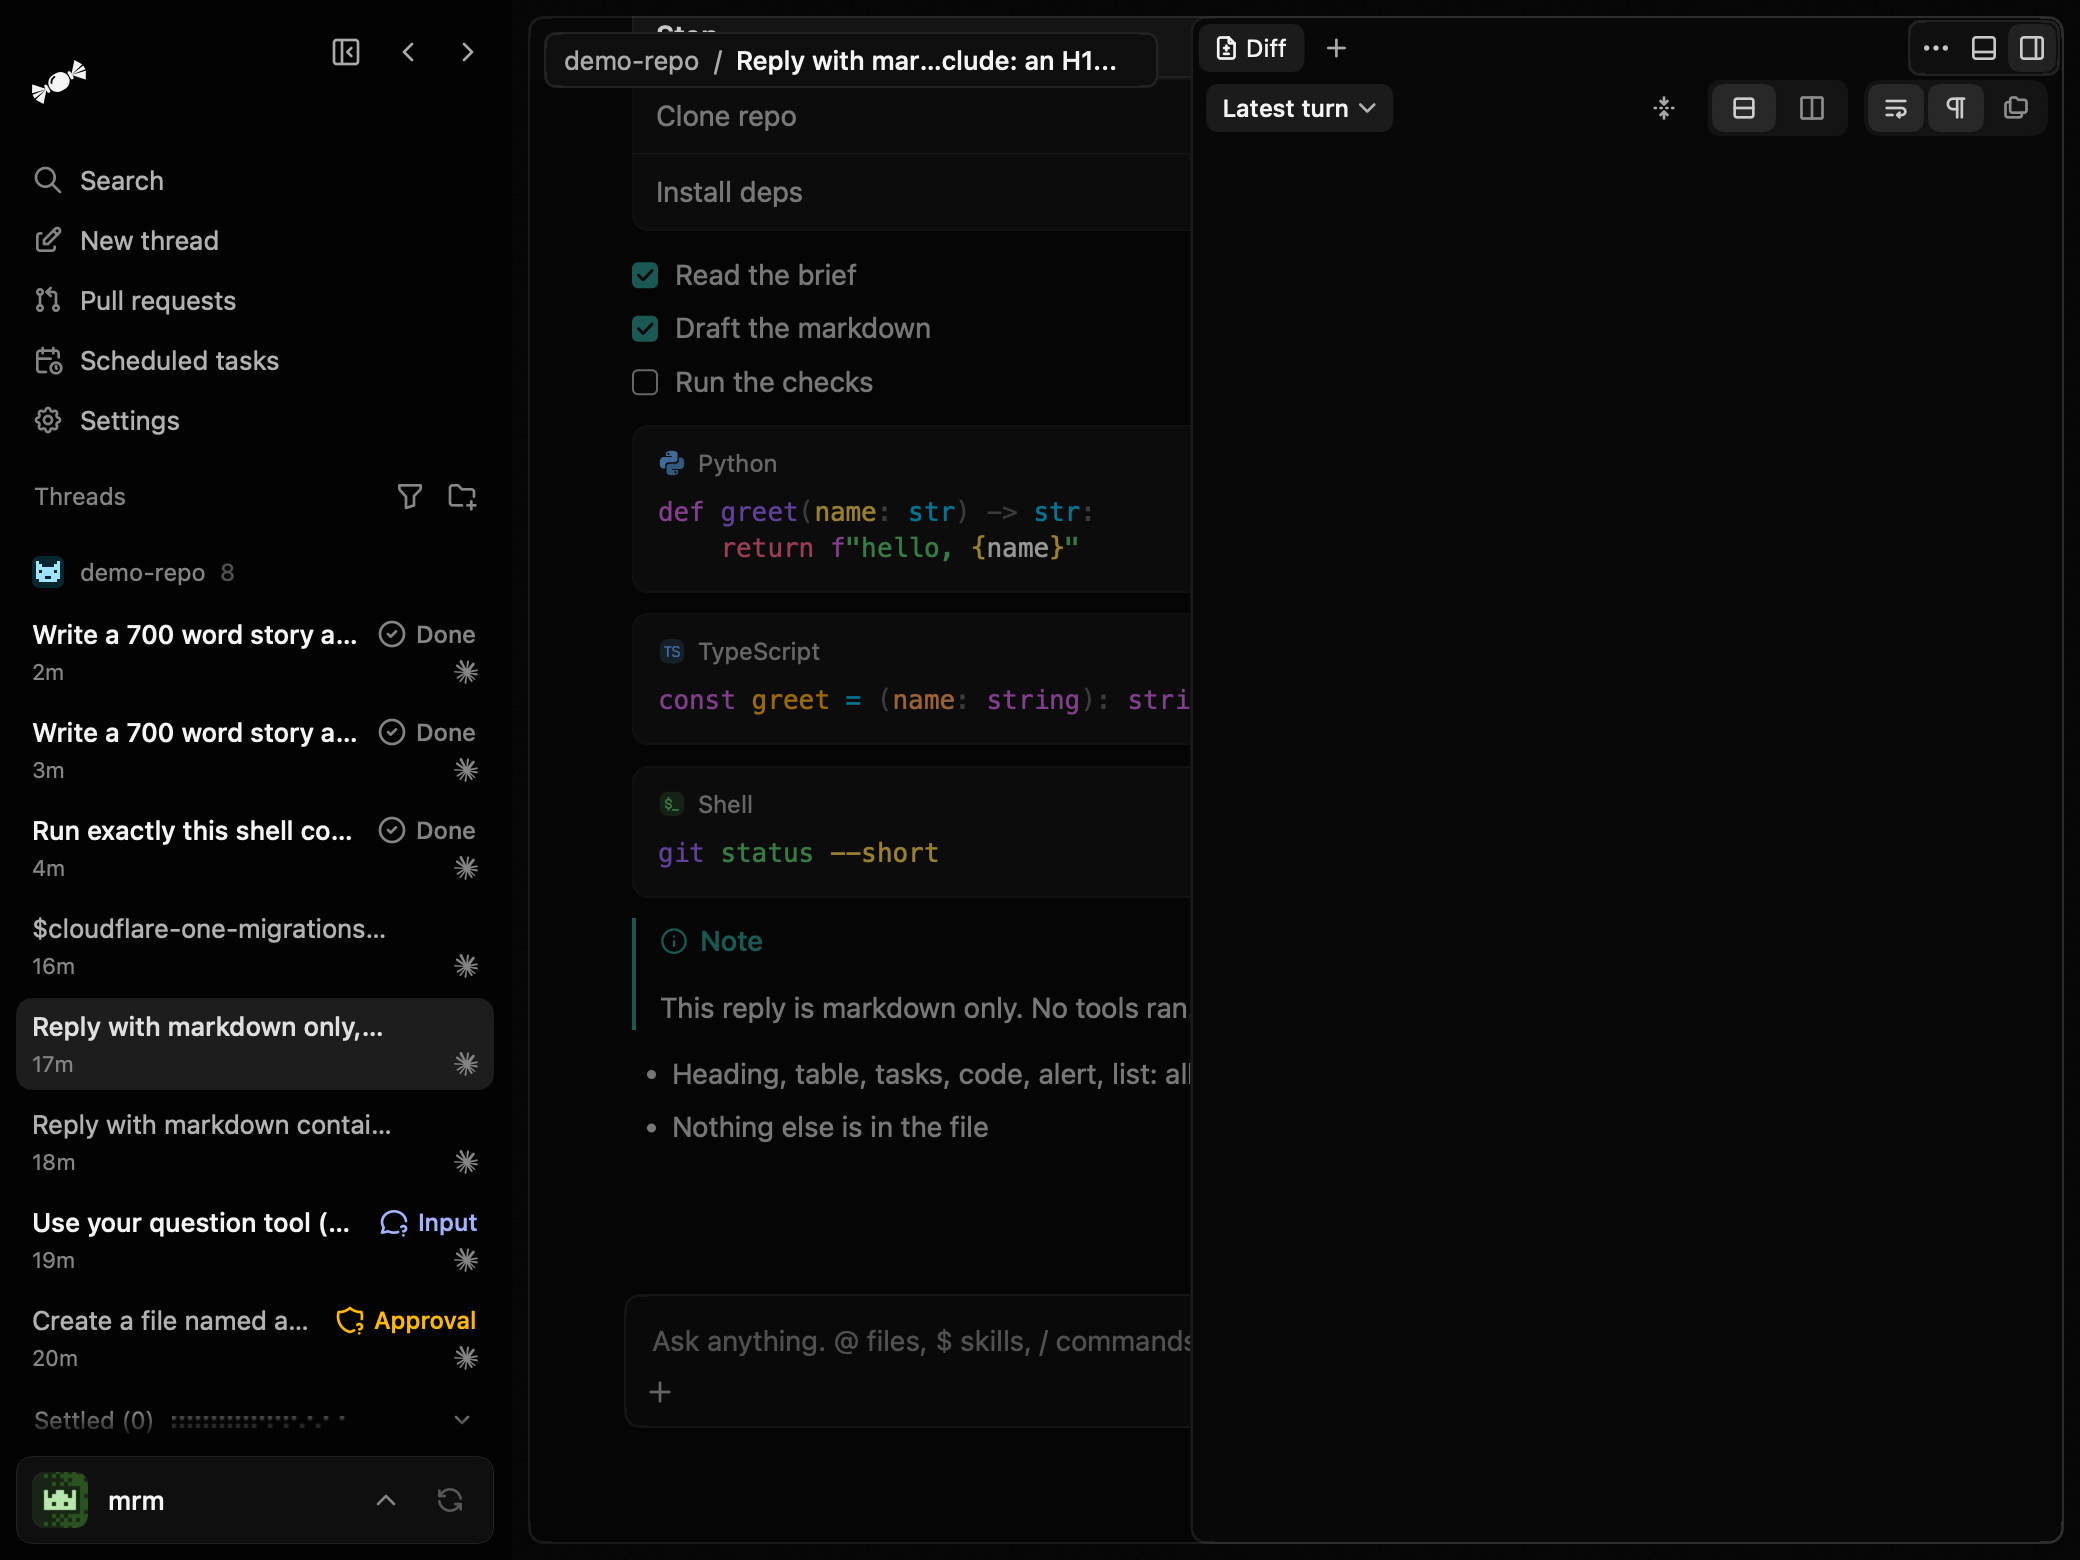 Search
New thread
Pull requests
Scheduled tasks
Settings
Threads
demo-repo 8
Write a 700 word story a... Done
2m
Write a 700 word story a... Done
3m
Run exactly this shell co... Done
4m
$cloudflare-one-migrations...
16m
Reply with markdown only,...
17m
Reply with markdown contai...
18m
Use your question tool (... Input
19m
Create a file named a... Approval
20m
Settled (0)
mrm
demo-repo / Reply with mar...clude: an H1...
Clone repo
Install deps
Read the brief
Draft the markdown
Run the checks
Python
def greet(name: str) -> str:
    return f"hello, {name}"
TS TypeScript
const greet = (name: string): stri
$_ Shell
git status --short
Note
This reply is markdown only. No tools ran
• Heading, table, tasks, code, alert, list: all
• Nothing else is in the file
Ask anything. @ files, $ skills, / commands
Diff
Latest turn